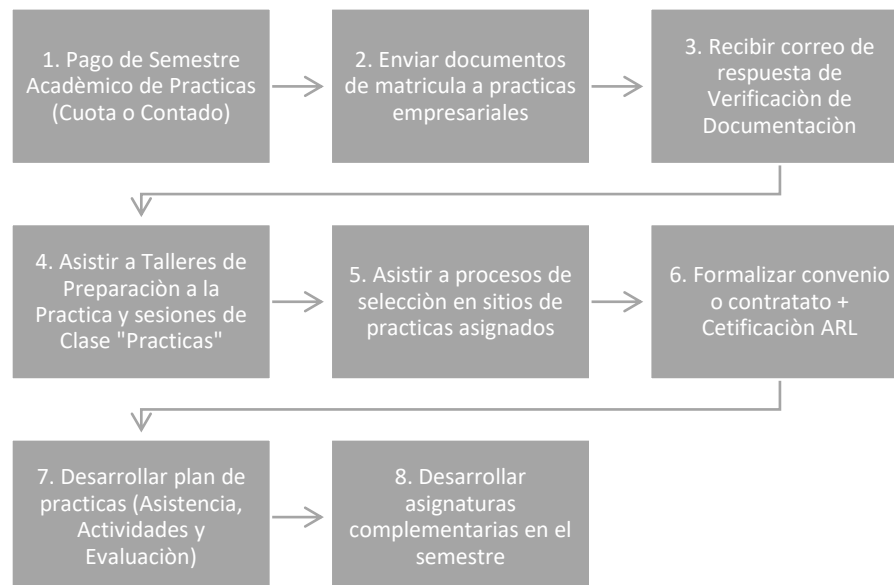 1. Pago de Semestre
Acadèmico de Practicas
(Cuota o Contado)
2. Enviar documentos
de matricula a practicas
empresariales
3. Recibir correo de
respuesta de
Verificaciòn de
Documentaciòn
4. Asistir a Talleres de
Preparaciòn a la
Practica y sesiones de
Clase "Practicas"
5. Asistir a procesos de
selecciòn en sitios de
practicas asignados
6. Formalizar convenio
o contratato +
Cetificaciòn ARL
7. Desarrollar plan de
practicas (Asistencia,
Actividades y
Evaluaciòn)
8. Desarrollar
asignaturas
complementarias en el
semestre